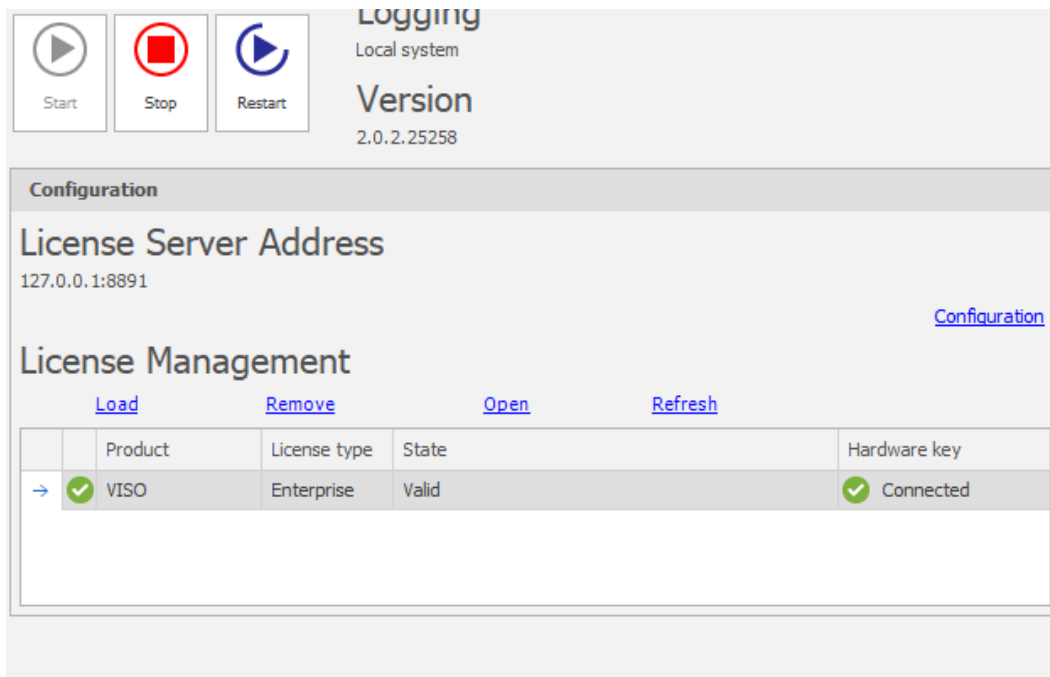 Logging
Local system
Start Stop Restart
Version
2.0.2.25258
Configuration
License Server Address
127.0.0.1:8891
Configuration
License Management
Load Remove Open Refresh
Product License type State Hardware key
VISO Enterprise Valid Connected